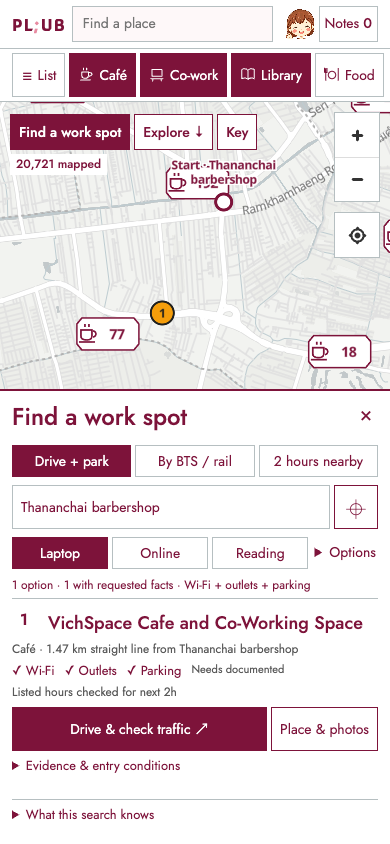 PL;UB
Find a place
Notes 0
≡ List
Café
Co-work
Library
Food
Find a work spot
Explore ↓
Key
20,721 mapped
Start · Thananchai
barbershop
Ramkhamhaeng
1
77
18
Find a work spot
×
Drive + park
By BTS / rail
2 hours nearby
Thananchai barbershop
Laptop
Online
Reading
▶ Options
1 option · 1 with requested facts · Wi-Fi + outlets + parking
1 VichSpace Cafe and Co-Working Space
Café · 1.47 km straight line from Thananchai barbershop
✓ Wi-Fi ✓ Outlets ✓ Parking Needs documented
Listed hours checked for next 2h
Drive & check traffic ↗
Place & photos
▶ Evidence & entry conditions
▶ What this search knows